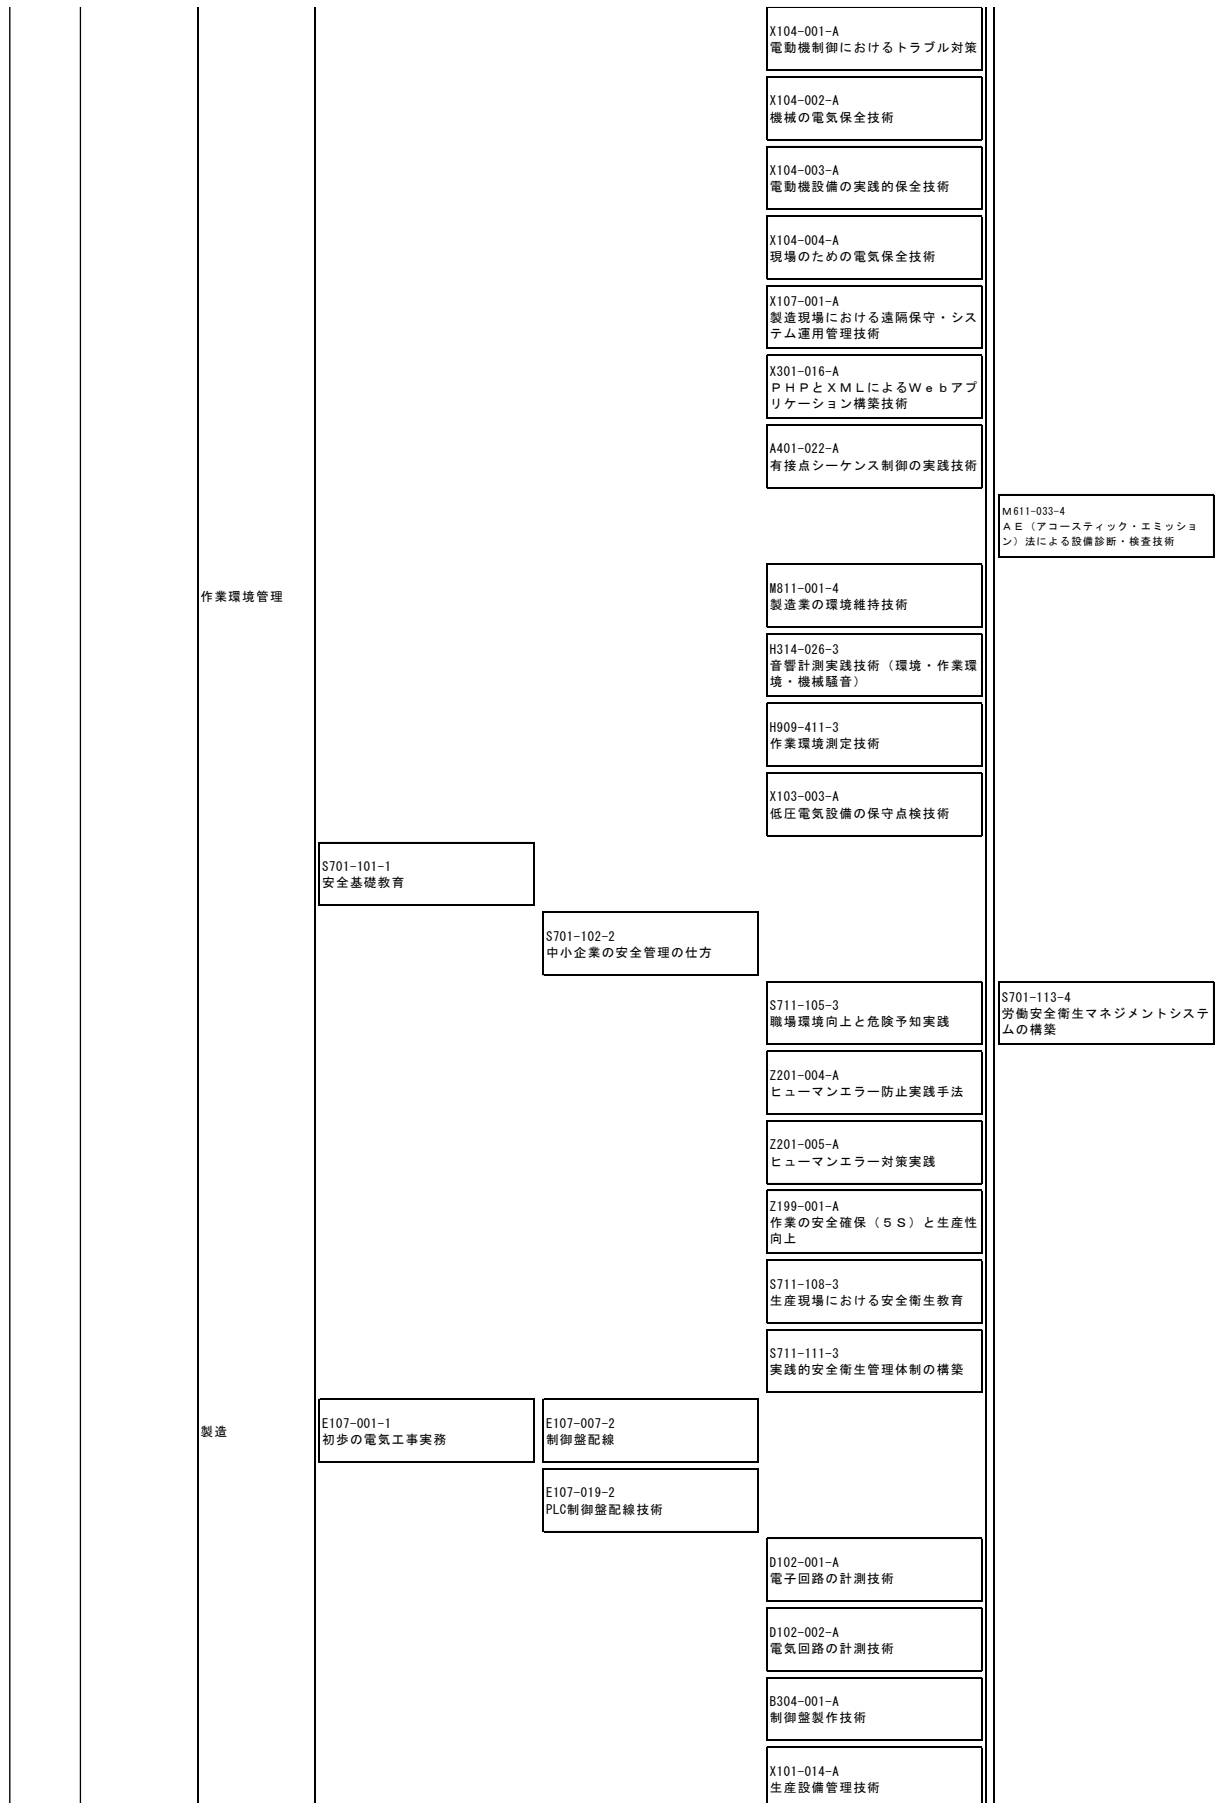 X104-001-A
電動機制御におけるトラブル対策
X104-002-A
機械の電気保全技術
X104-003-A
電動機設備の実践的保全技術
X104-004-A
現場のための電気保全技術
X107-001-A
製造現場における遠隔保守・シス
テム運用管理技術
X301-016-A
ＰＨＰとＸＭＬによるＷｅｂアプ
リケーション構築技術
A401-022-A
有接点シーケンス制御の実践技術
Ｍ611-033-4
ＡＥ（アコースティック・エミッショ
ン）法による設備診断・検査技術
作業環境管理
M811-001-4
製造業の環境維持技術
H314-026-3
音響計測実践技術（環境・作業環
境・機械騒音）
H909-411-3
作業環境測定技術
X103-003-A
低圧電気設備の保守点検技術
S701-101-1
安全基礎教育
S701-102-2
中小企業の安全管理の仕方
S711-105-3
職場環境向上と危険予知実践
S701-113-4
労働安全衛生マネジメントシステ
ムの構築
Z201-004-A
ヒューマンエラー防止実践手法
Z201-005-A
ヒューマンエラー対策実践
Z199-001-A
作業の安全確保（５Ｓ）と生産性
向上
S711-108-3
生産現場における安全衛生教育
S711-111-3
実践的安全衛生管理体制の構築
製造
E107-001-1
初歩の電気工事実務
E107-007-2
制御盤配線
E107-019-2
PLC制御盤配線技術
D102-001-A
電子回路の計測技術
D102-002-A
電気回路の計測技術
B304-001-A
制御盤製作技術
X101-014-A
生産設備管理技術